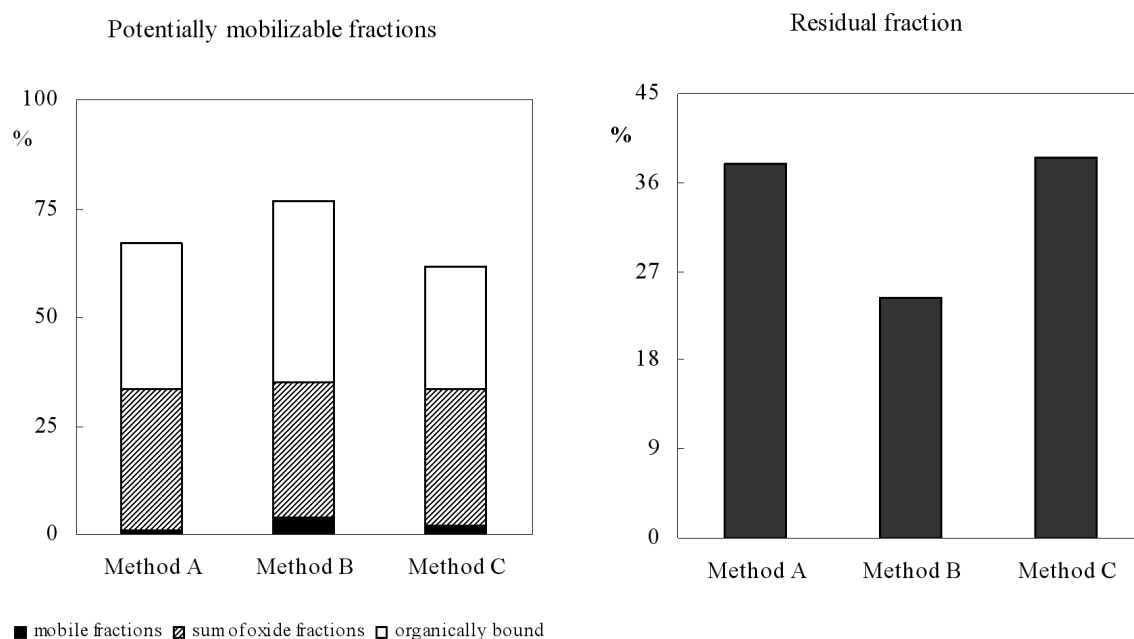 Potentially mobilizable fractions
100
%
75
50
25
0
Method A Method B Method C
mobile fractions sum of oxide fractions organically bound
Residual fraction
45
%
36
27
18
9
0
Method A Method B Method C